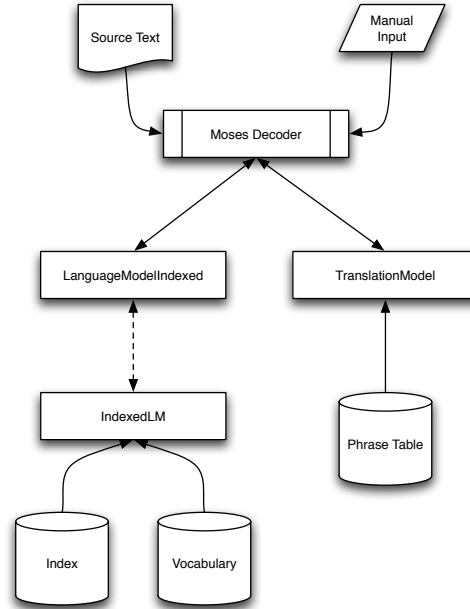 Source Text
Manual
Input
Moses Decoder
LanguageModelIndexed
TranslationModel
IndexedLM
Phrase Table
Index
Vocabulary